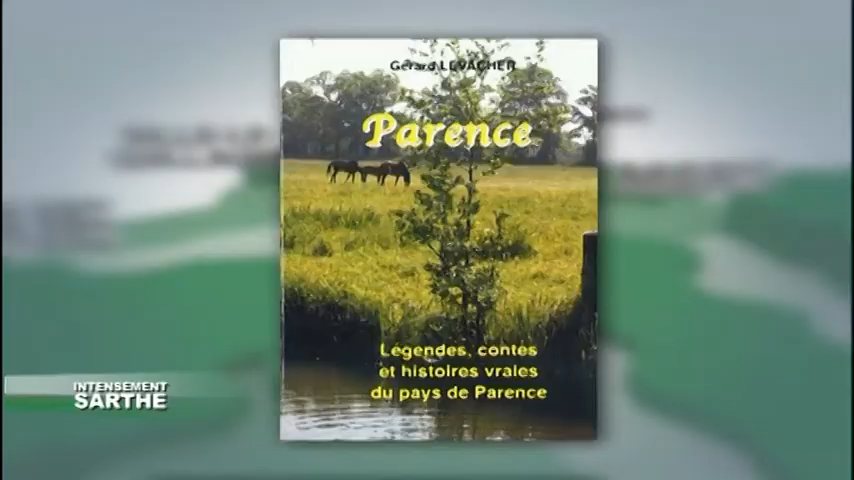 Gérard LEVACHER
Parence
Légendes, contes
et histoires vraies
du pays de Parence
INTENSEMENT
SARTHE